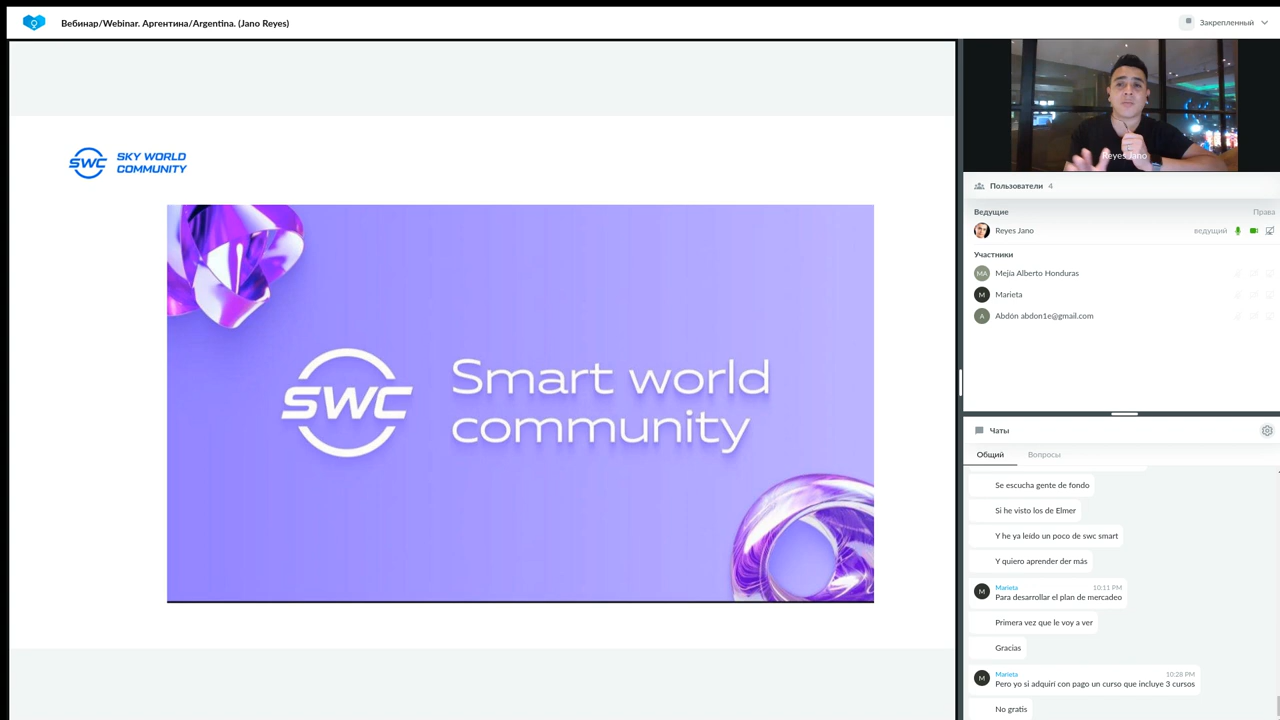 Вебинар/Webinar. Аргентина/Argentina. (Jano Reyes)
Закрепленный
SWC SKY WORLD
COMMUNITY
SWC Smart world
community
Reyes Jano
Пользователи 4
Ведущие Права
Reyes Jano ведущий
Участники
MA Mejía Alberto Honduras
M Marieta
A Abdón abdon1e@gmail.com
Чаты
Общий Вопросы
Se escucha gente de fondo
Si he visto los de Elmer
Y he ya leído un poco de swc smart
Y quiero aprender der más
M Marieta 10:11 PM
Para desarrollar el plan de mercadeo
Primera vez que le voy a ver
Gracias
M Marieta 10:28 PM
Pero yo si adquirí con pago un curso que incluye 3 cursos
No gratis